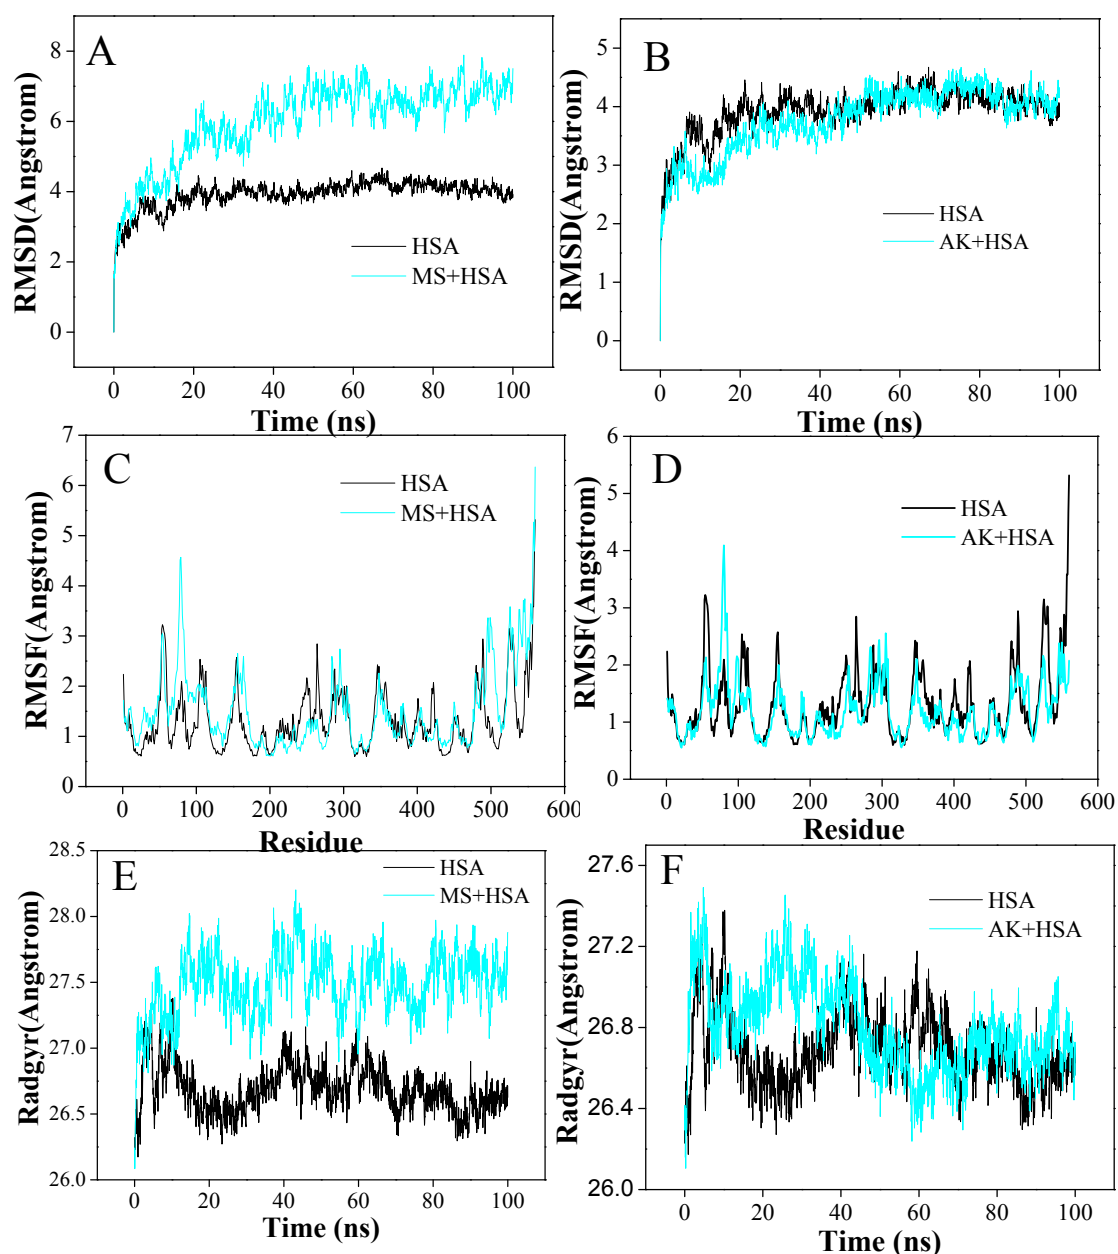 A
RMSD(Angstrom)
8
6
4
2
0
HSA
MS+HSA
0 20 40 60 80 100
Time (ns)
B
RMSD(Angstrom)
5
4
3
2
1
0
HSA
AK+HSA
0 20 40 60 80 100
Time (ns)
C
RMSF(Angstrom)
7
6
5
4
3
2
1
0
HSA
MS+HSA
0 100 200 300 400 500 600
Residue
D
RMSF(Angstrom)
6
5
4
3
2
1
0
HSA
AK+HSA
0 100 200 300 400 500 600
Residue
E
Radgyr(Angstrom)
28.5
28.0
27.5
27.0
26.5
26.0
HSA
MS+HSA
0 20 40 60 80 100
Time (ns)
F
Radgyr(Angstrom)
27.6
27.2
26.8
26.4
26.0
HSA
AK+HSA
0 20 40 60 80 100
Time (ns)